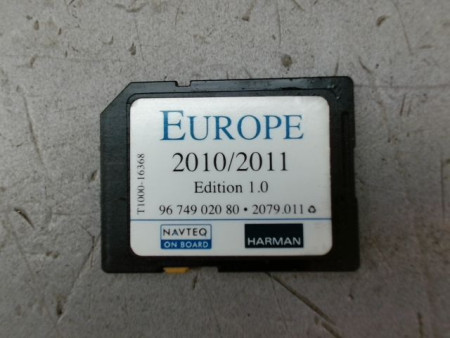 EUROPE
2010/2011
Edition 1.0
96 749 020 80 • 2079.011 ♻
T1000-16368
NAVTEQ
ON BOARD
HARMAN